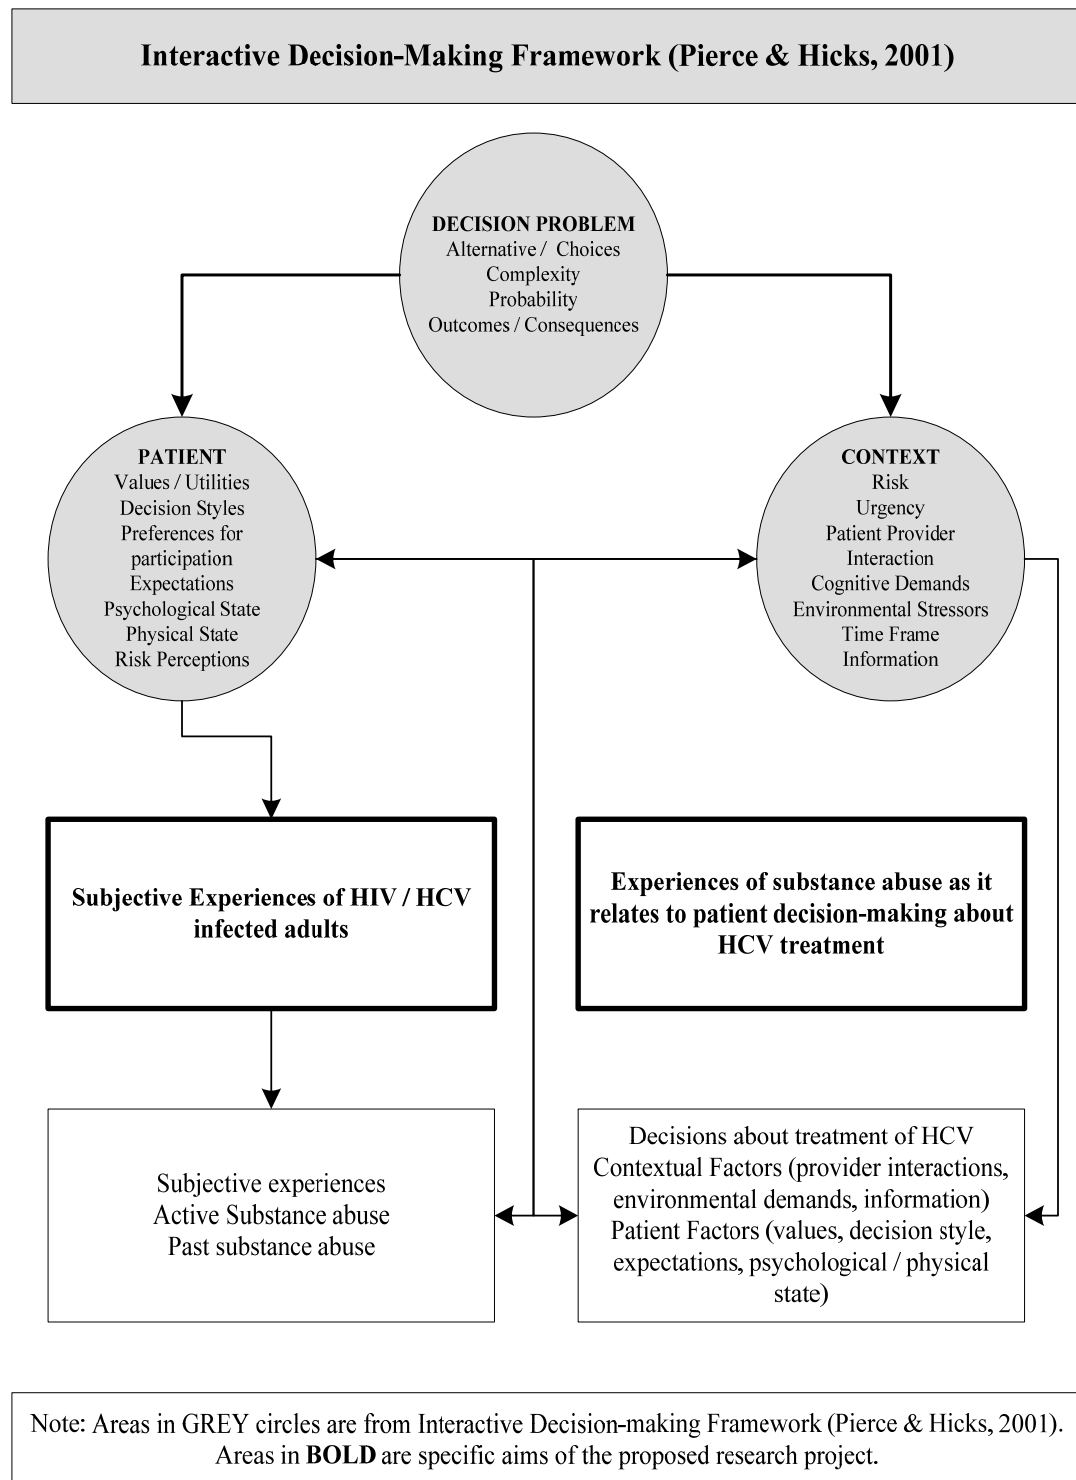 Interactive Decision-Making Framework (Pierce & Hicks, 2001)
DECISION PROBLEM
Alternative / Choices
Complexity
Probability
Outcomes / Consequences
PATIENT
Values / Utilities
Decision Styles
Preferences for
participation
Expectations
Psychological State
Physical State
Risk Perceptions
CONTEXT
Risk
Urgency
Patient Provider
Interaction
Cognitive Demands
Environmental Stressors
Time Frame
Information
Subjective Experiences of HIV / HCV
infected adults
Experiences of substance abuse as it
relates to patient decision-making about
HCV treatment
Subjective experiences
Active Substance abuse
Past substance abuse
Decisions about treatment of HCV
Contextual Factors (provider interactions,
environmental demands, information)
Patient Factors (values, decision style,
expectations, psychological / physical
state)
Note: Areas in GREY circles are from Interactive Decision-making Framework (Pierce & Hicks, 2001).
Areas in BOLD are specific aims of the proposed research project.